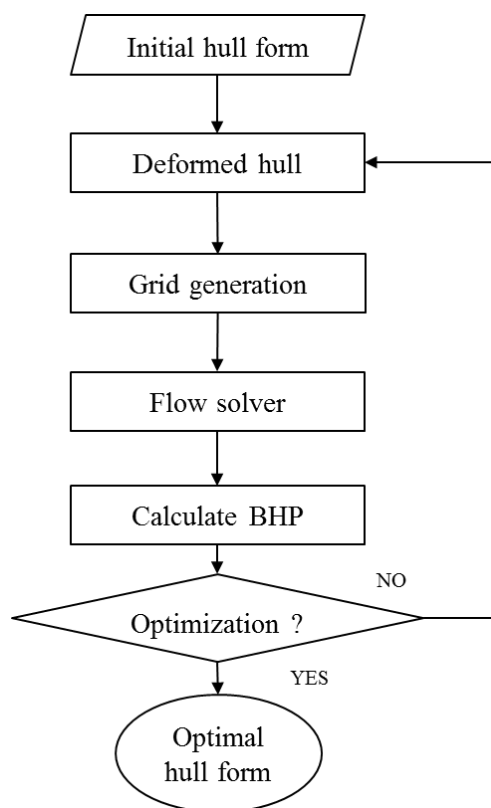 Initial hull form
Deformed hull
Grid generation
Flow solver
Calculate BHP
NO
Optimization ?
YES
Optimal
hull form